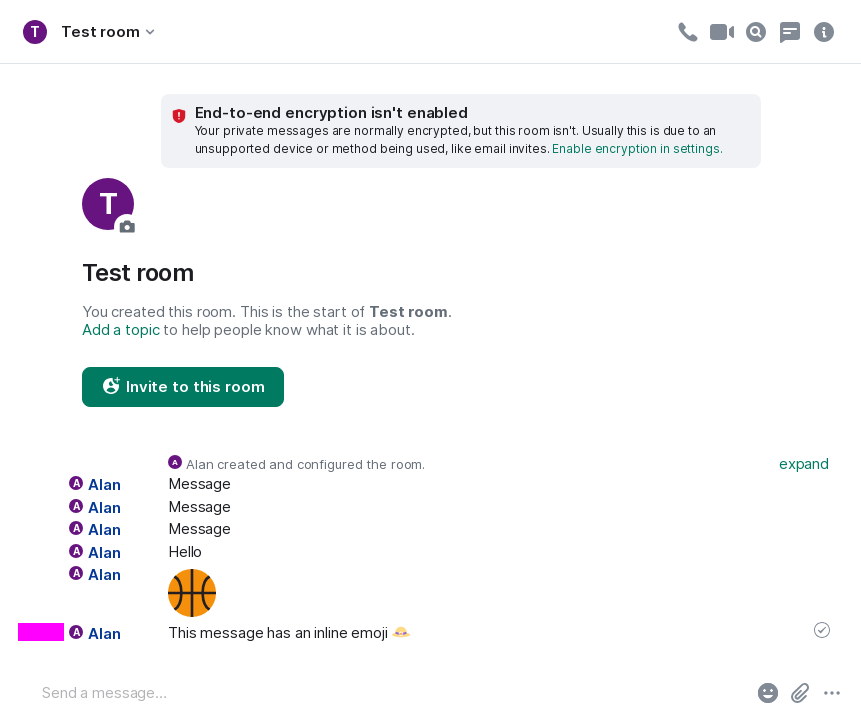 T Test room
End-to-end encryption isn't enabled
Your private messages are normally encrypted, but this room isn't. Usually this is due to an
unsupported device or method being used, like email invites. Enable encryption in settings.
T
Test room
You created this room. This is the start of Test room.
Add a topic to help people know what it is about.
Invite to this room
A Alan created and configured the room. expand
A Alan Message
A Alan Message
A Alan Message
A Alan Hello
A Alan
A Alan This message has an inline emoji 👒
Send a message…